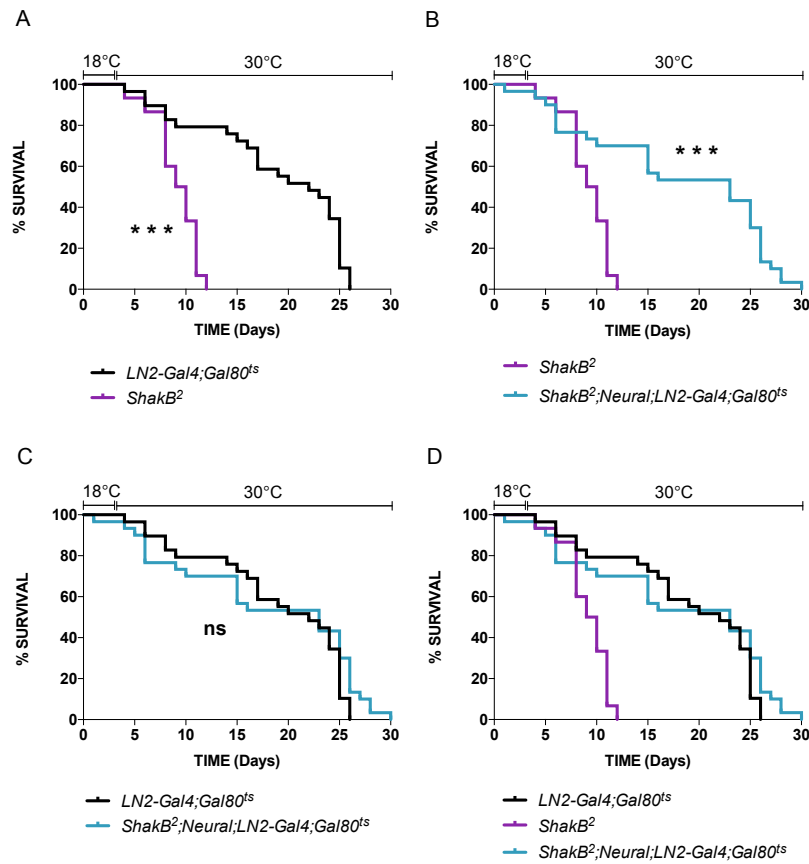 A
18°C 30°C
100
80
60
40
20
0
% SURVIVAL
* * *
0 5 10 15 20 25 30
TIME (Days)
LN2-Gal4;Gal80ts
ShakB2
B
18°C 30°C
100
80
60
40
20
0
% SURVIVAL
* * *
0 5 10 15 20 25 30
TIME (Days)
ShakB2
ShakB2;Neural;LN2-Gal4;Gal80ts
C
18°C 30°C
100
80
60
40
20
0
% SURVIVAL
ns
0 5 10 15 20 25 30
TIME (Days)
LN2-Gal4;Gal80ts
ShakB2;Neural;LN2-Gal4;Gal80ts
D
18°C 30°C
100
80
60
40
20
0
% SURVIVAL
0 5 10 15 20 25 30
TIME (Days)
LN2-Gal4;Gal80ts
ShakB2
ShakB2;Neural;LN2-Gal4;Gal80ts